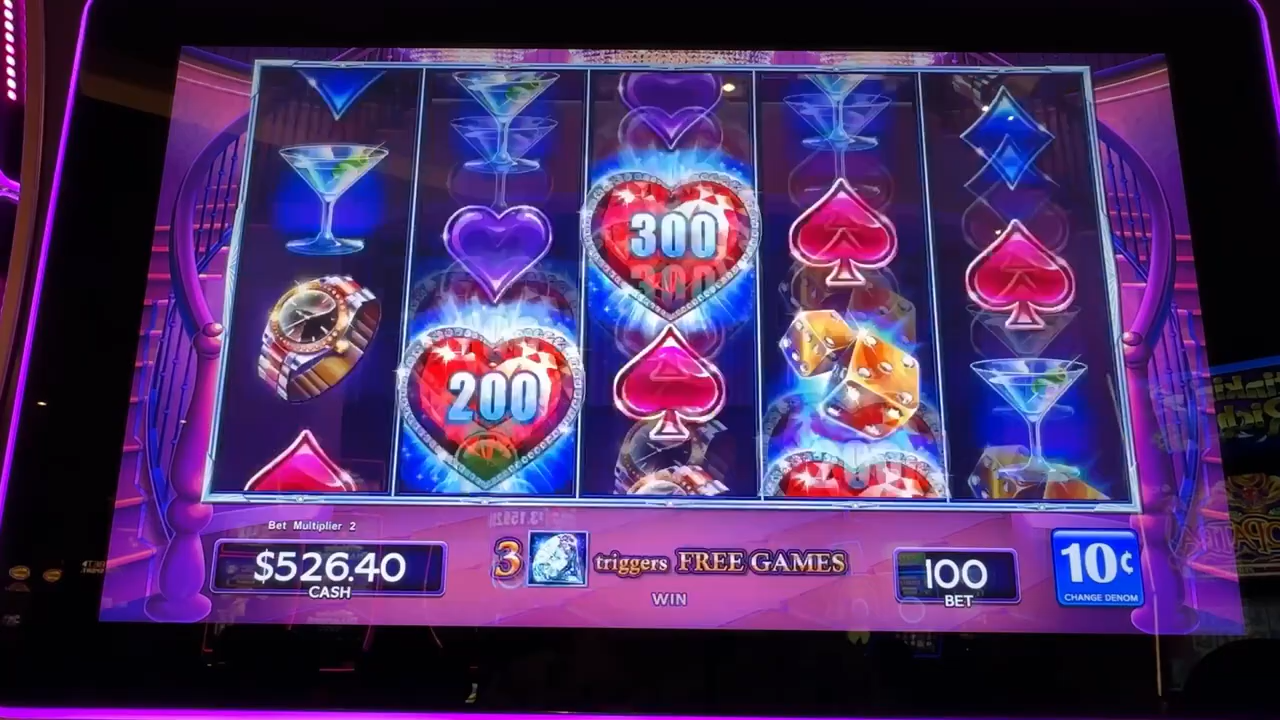 300
200
Bet Multiplier 2
$526.40
CASH
3 triggers FREE GAMES
WIN
100
BET
10¢
CHANGE DENOM